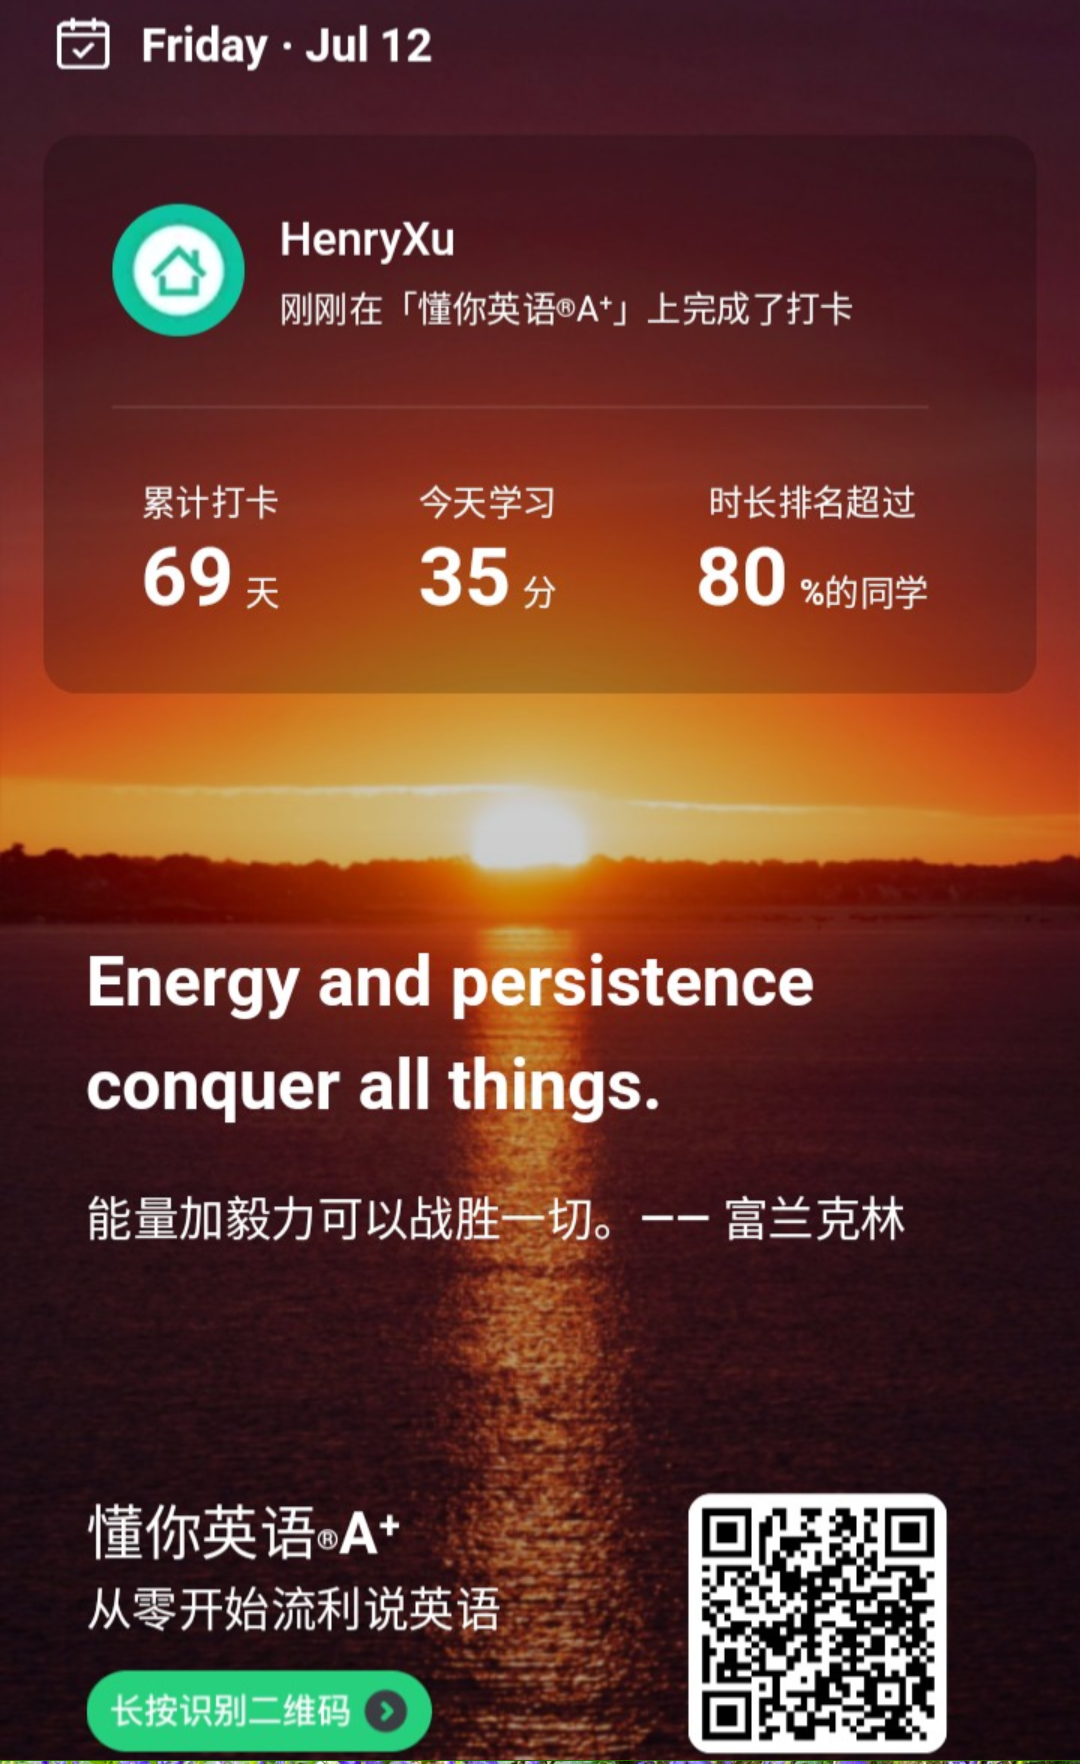 Friday · Jul 12
HenryXu
刚刚在「懂你英语®A⁺」上完成了打卡
累计打卡 今天学习 时长排名超过
69 天 35 分 80 %的同学
Energy and persistence
conquer all things.
能量加毅力可以战胜一切。—— 富兰克林
懂你英语®A⁺
从零开始流利说英语
长按识别二维码